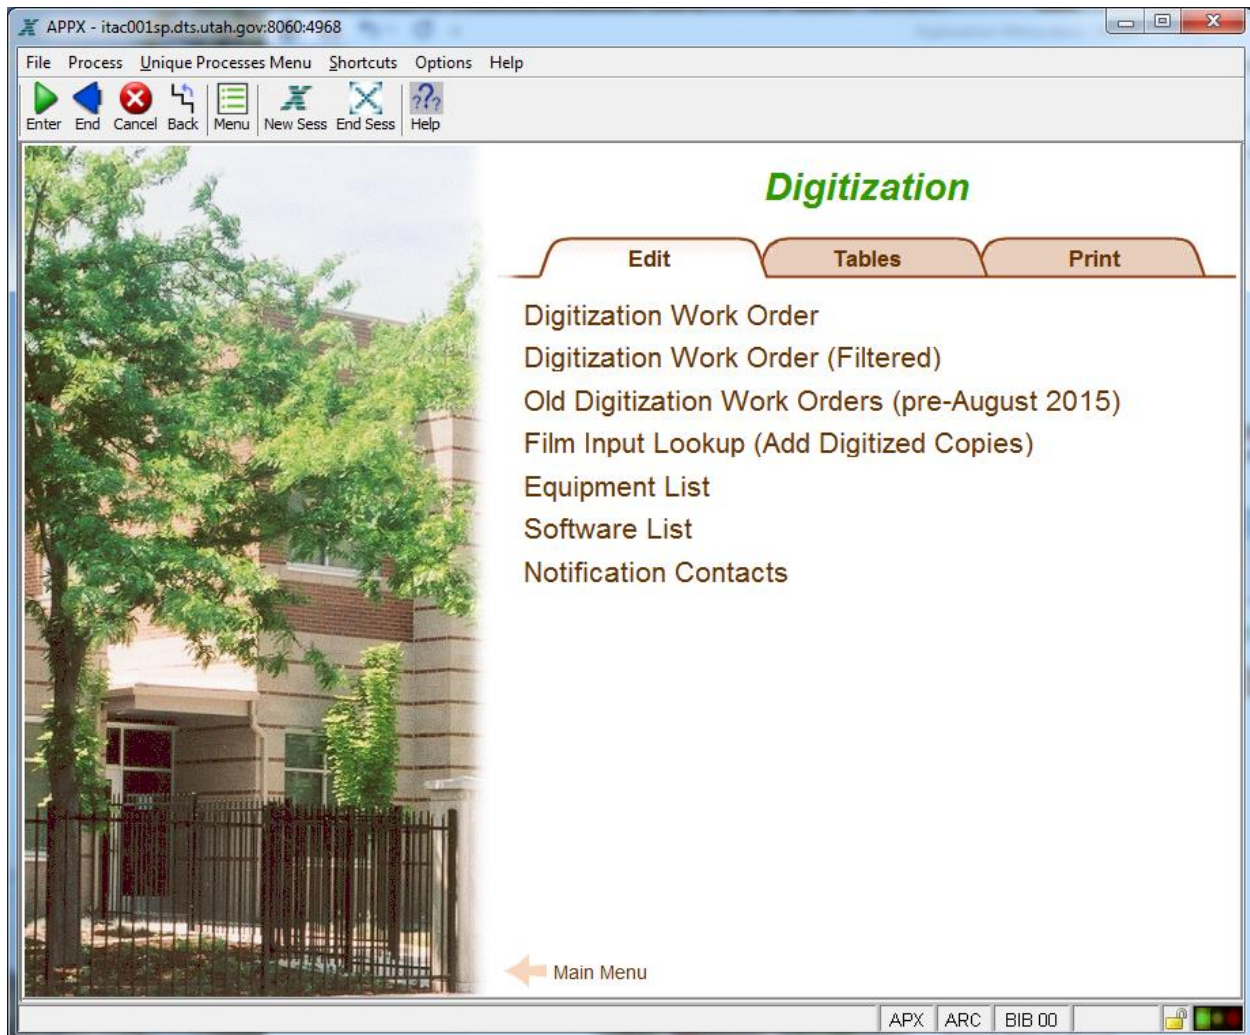 APPX - itac001sp.dts.utah.gov:8060:4968
File Process Unique Processes Menu Shortcuts Options Help
Enter End Cancel Back Menu New Sess End Sess Help
Digitization
Edit Tables Print
Digitization Work Order
Digitization Work Order (Filtered)
Old Digitization Work Orders (pre-August 2015)
Film Input Lookup (Add Digitized Copies)
Equipment List
Software List
Notification Contacts
Main Menu
APX ARC BIB 00